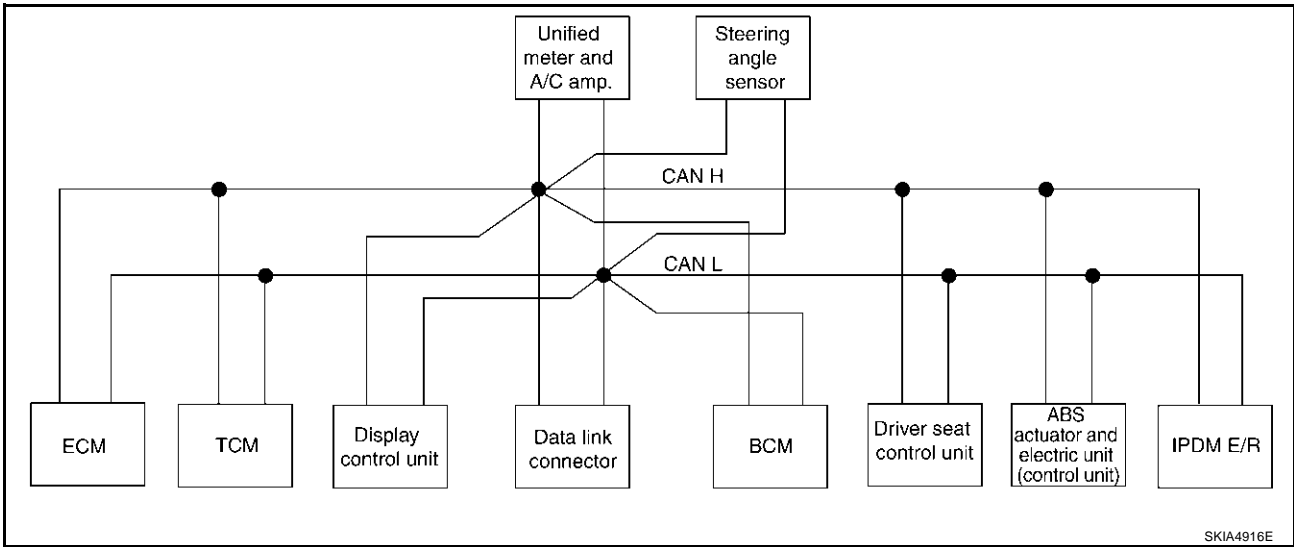 Unified
meter and
A/C amp.
Steering
angle
sensor
CAN H
CAN L
ECM
TCM
Display
control unit
Data link
connector
BCM
Driver seat
control unit
ABS
actuator and
electric unit
(control unit)
IPDM E/R
SKIA4916E